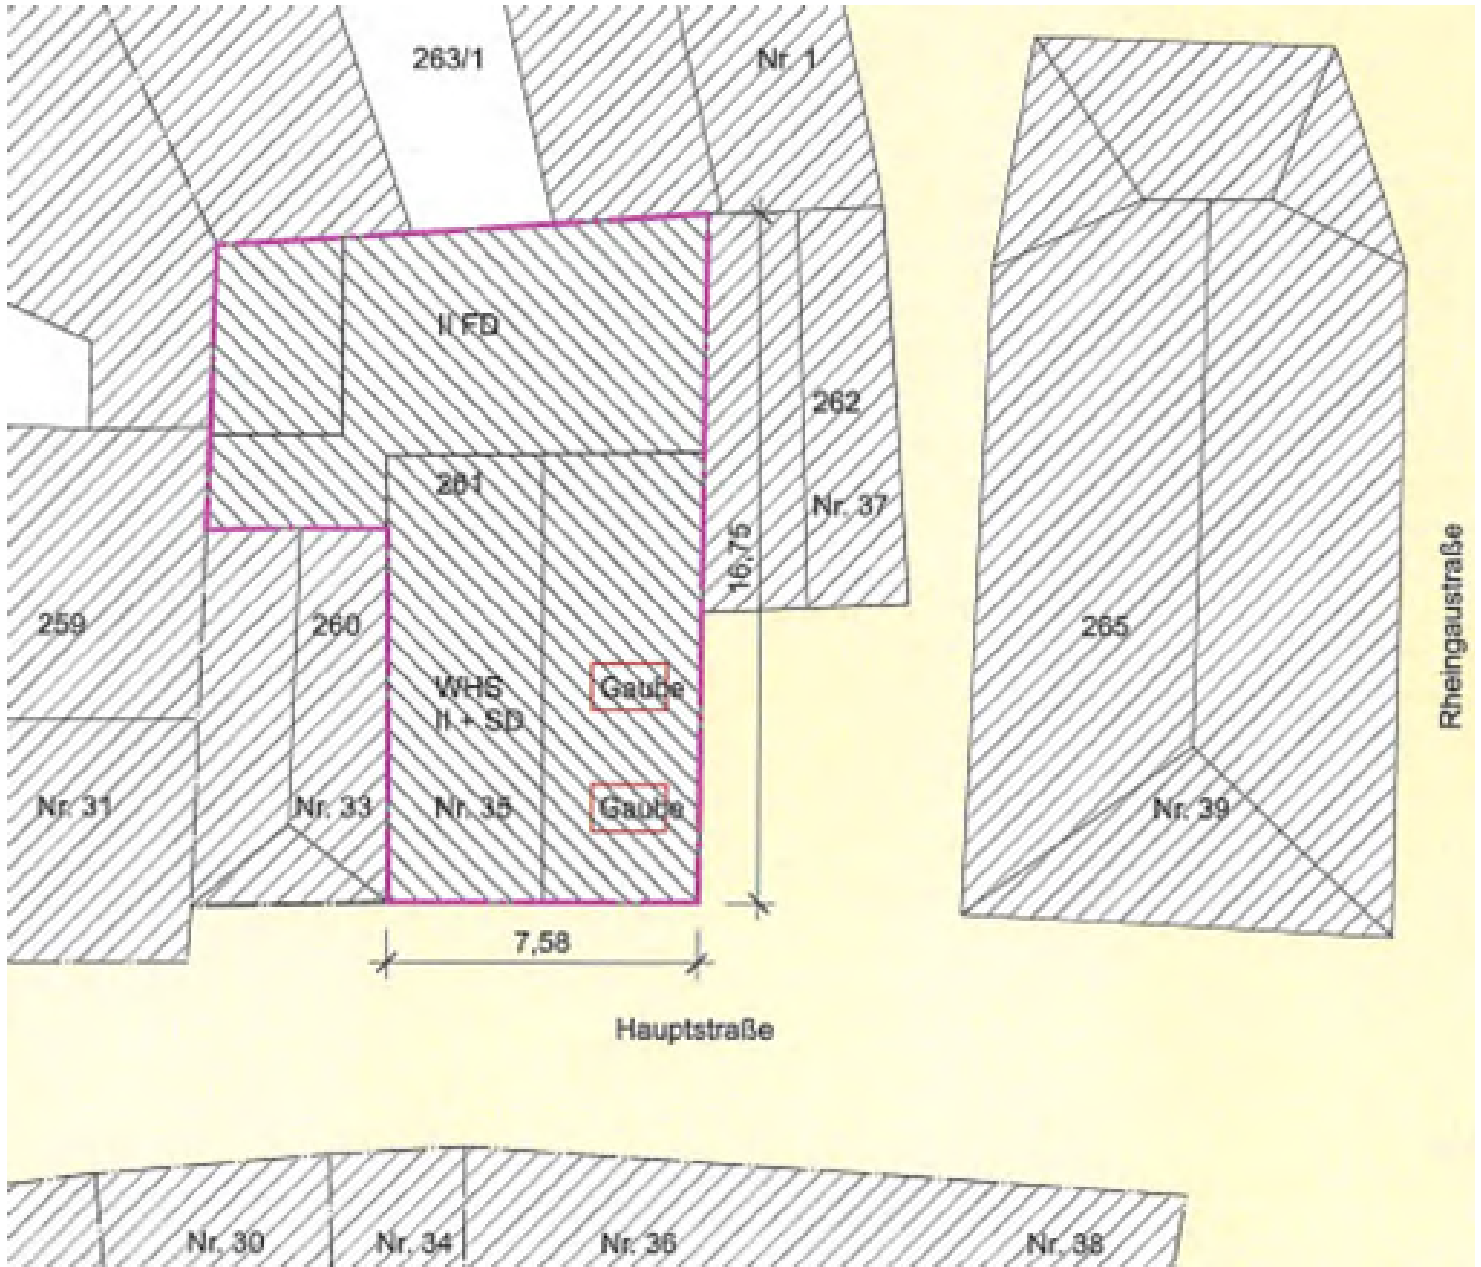 263/1
Nr. 1
II FD
262
261
Nr. 37
16,75
Rheingaustraße
259
260
265
Gaube
WHS
II + SD
Nr. 31
Nr. 33
Nr. 35
Gaube
Nr. 39
7,58
Hauptstraße
Nr. 30
Nr. 34
Nr. 36
Nr. 38